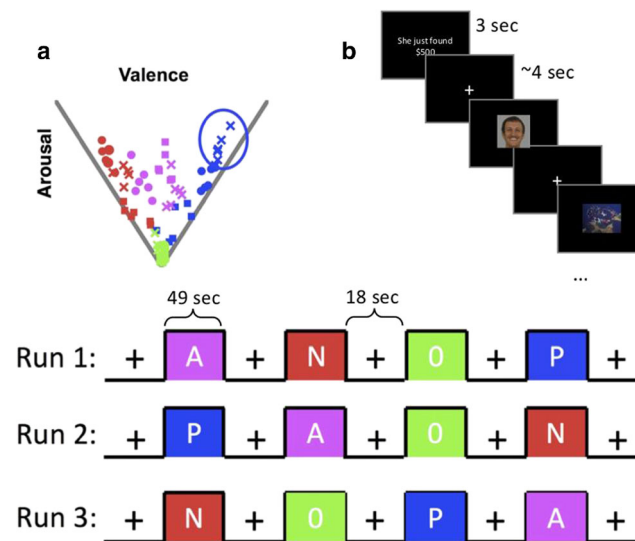 a
b
Valence
Arousal
She just found
$500
3 sec
~4 sec
...
49 sec
18 sec
Run 1: + A + N + 0 + P +
Run 2: + P + A + 0 + N +
Run 3: + N + 0 + P + A +